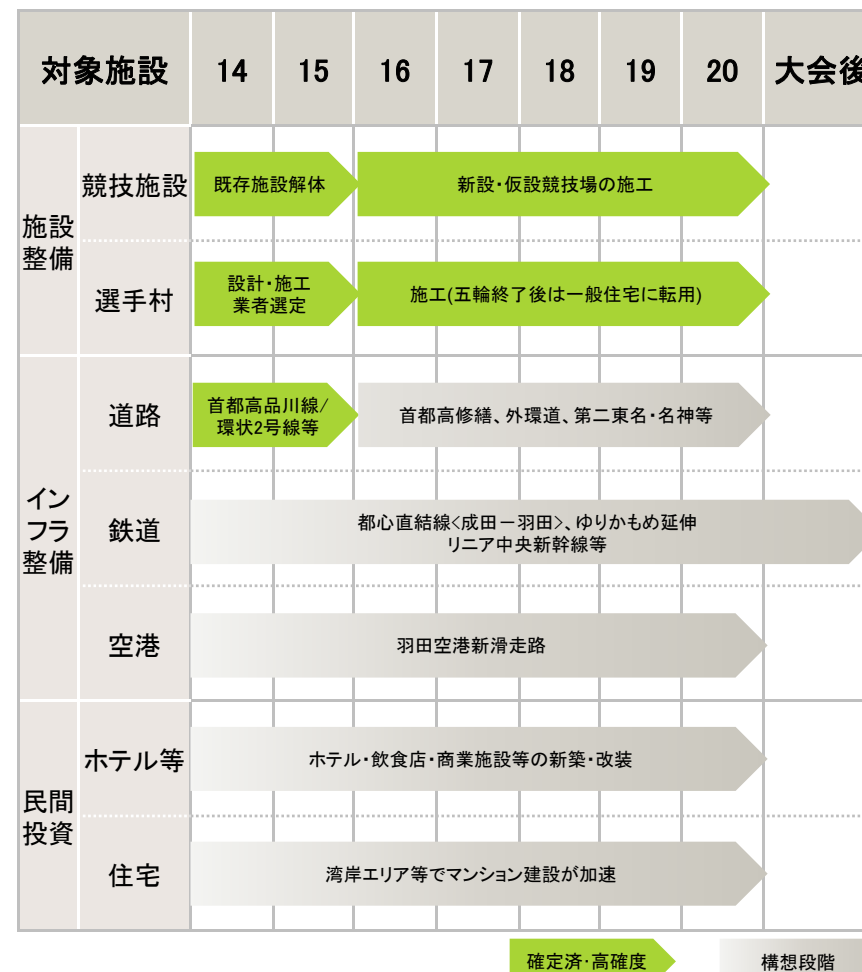 対象施設 14 15 16 17 18 19 20 大会後
施設
整備
競技施設
既存施設解体
新設・仮設競技場の施工
選手村
設計・施工
業者選定
施工(五輪終了後は一般住宅に転用)
イン
フラ
整備
道路
首都高品川線/
環状2号線等
首都高修繕、外環道、第二東名・名神等
鉄道
都心直結線<成田－羽田>、ゆりかもめ延伸
リニア中央新幹線等
空港
羽田空港新滑走路
民間
投資
ホテル等
ホテル・飲食店・商業施設等の新築・改装
住宅
湾岸エリア等でマンション建設が加速
確定済・高確度
構想段階